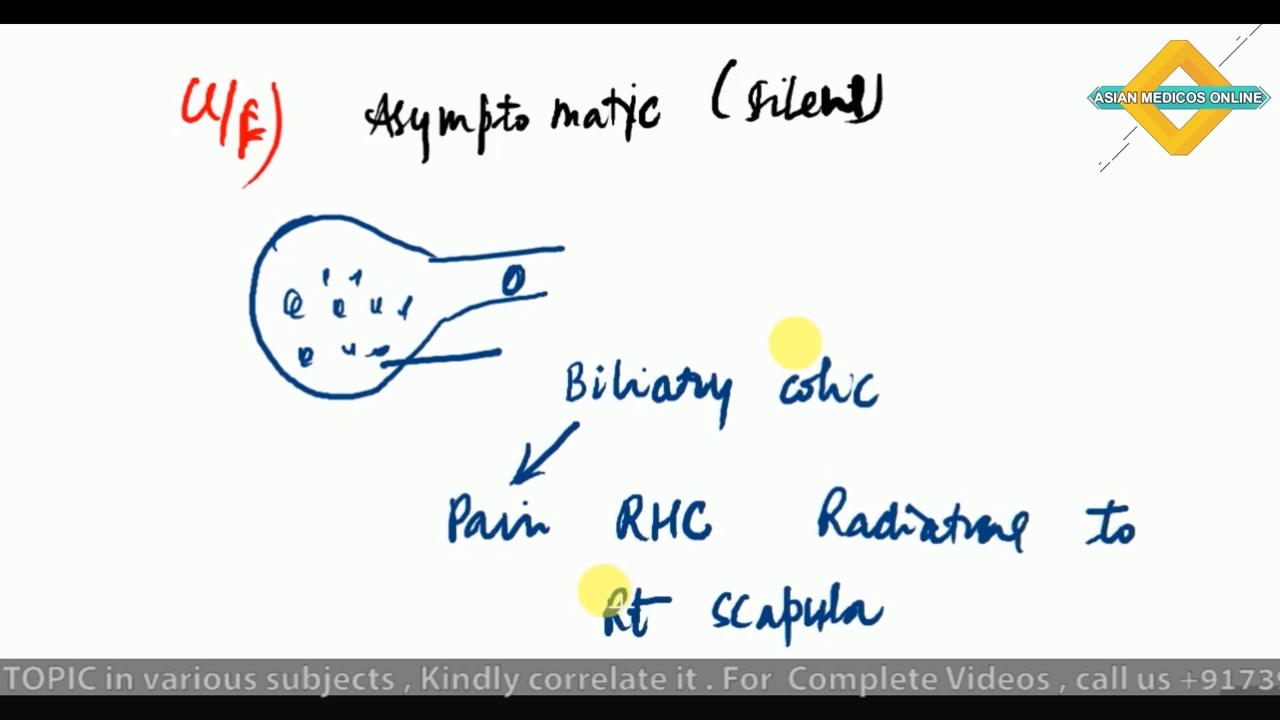 C/F) Asymptomatic (silent)
ASIAN MEDICOS ONLINE
Biliary colic
Pain RHC Radiating to
Rt scapula
TOPIC in various subjects , Kindly correlate it . For Complete Videos , call us +9173